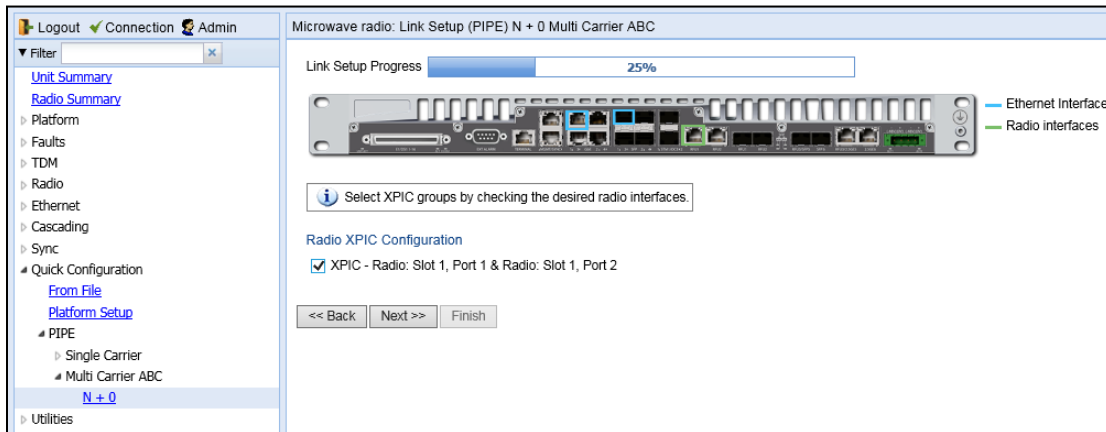 Logout Connection Admin
Filter
Unit Summary
Radio Summary
Platform
Faults
TDM
Radio
Ethernet
Cascading
Sync
Quick Configuration
From File
Platform Setup
PIPE
Single Carrier
Multi Carrier ABC
N + 0
Utilities
Microwave radio: Link Setup (PIPE) N + 0 Multi Carrier ABC
Link Setup Progress 25%
Ethernet Interface
Radio interfaces
Select XPIC groups by checking the desired radio interfaces.
Radio XPIC Configuration
XPIC - Radio: Slot 1, Port 1 & Radio: Slot 1, Port 2
<< Back Next >> Finish